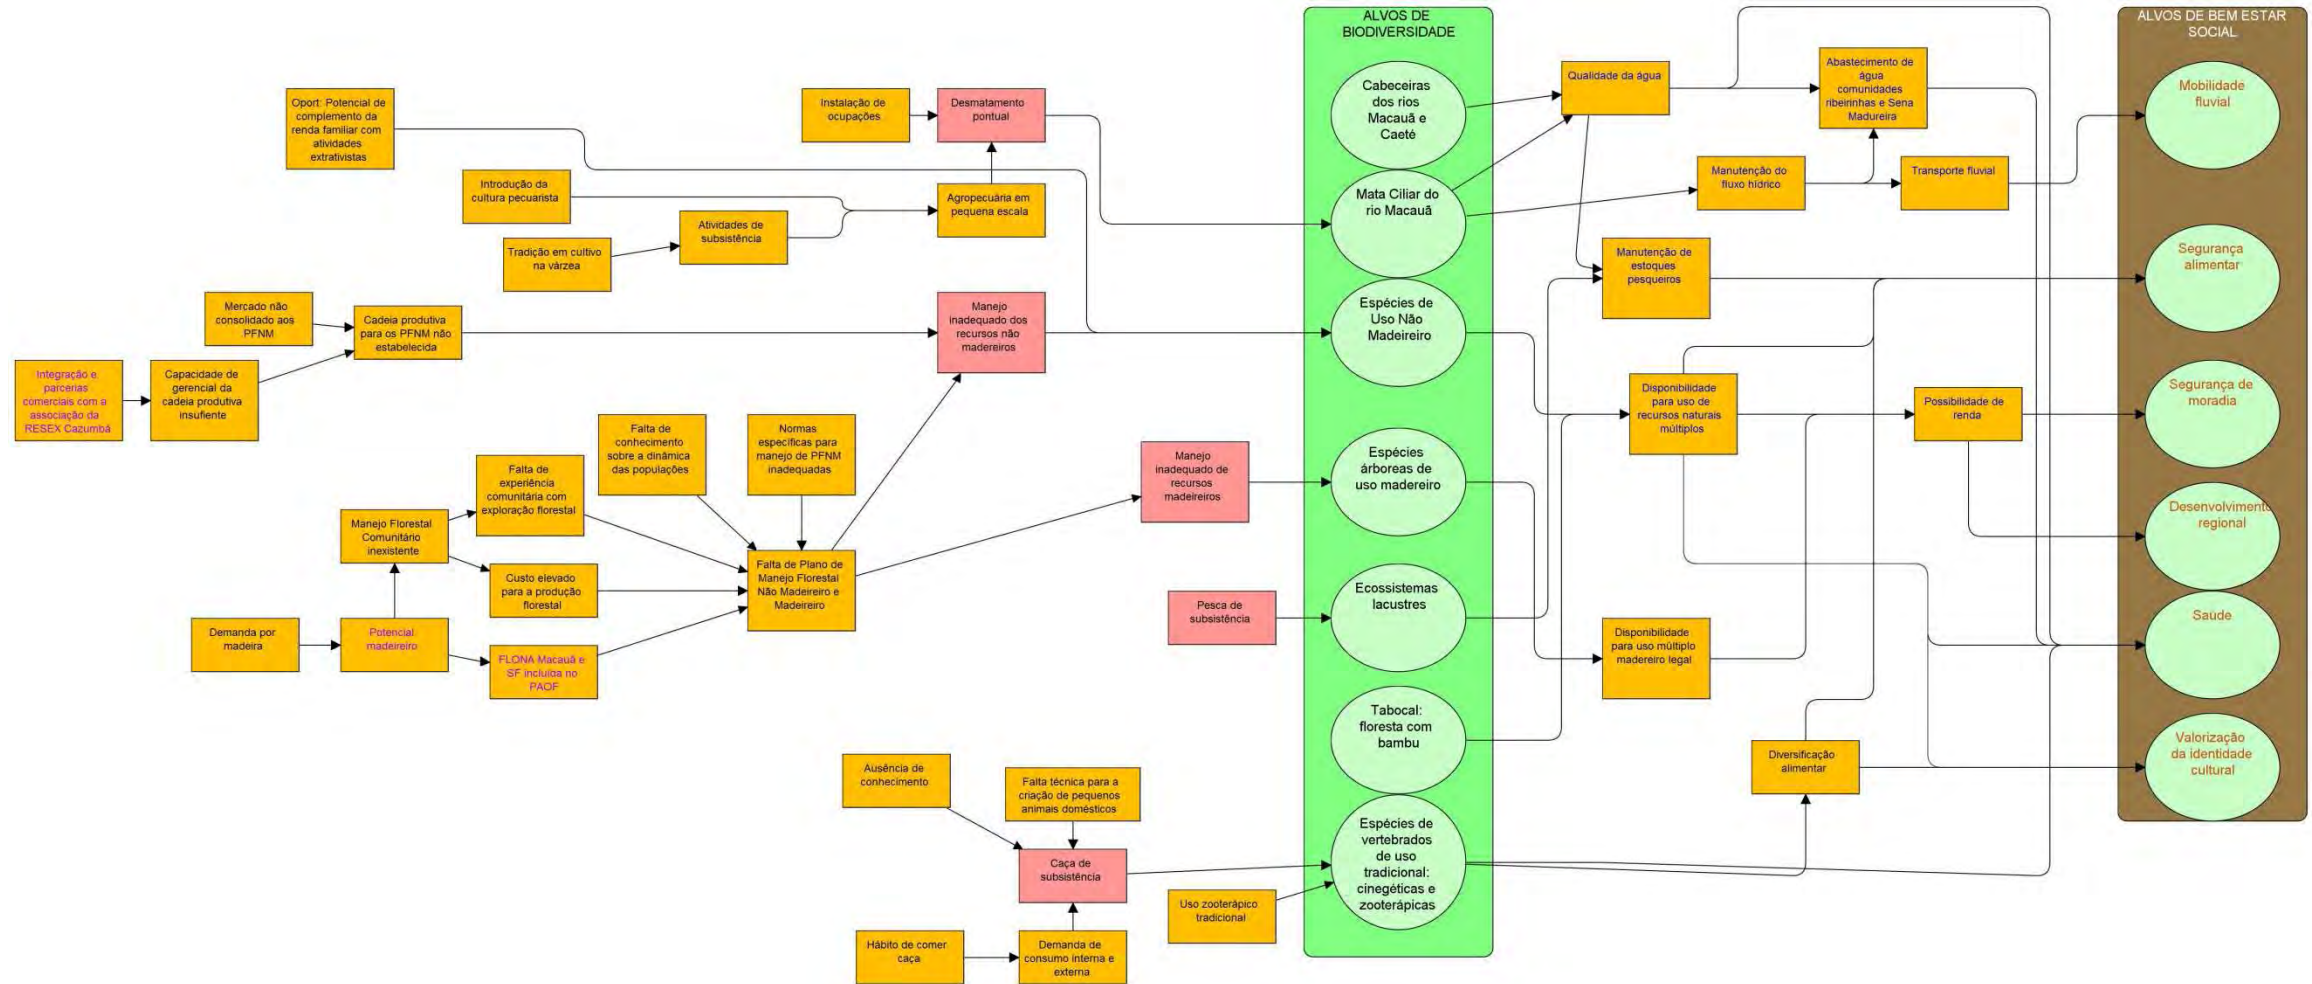 ALVOS DE
BIODIVERSIDADE
ALVOS DE BEM ESTAR
SOCIAL
Oport: Potencial de
complemento da
renda familiar com
atividades
extrativistas
Instalação de
ocupações
Desmatamento
pontual
Introdução da
cultura pecuarista
Atividades de
subsistência
Agropecuária em
pequena escala
Tradição em cultivo
na várzea
Mercado não
consolidado aos
PFNM
Cadeia produtiva
para os PFNM não
estabelecida
Manejo
inadequado dos
recursos não
madereiros
Integração e
parcerias
comerciais com a
associação da
RESEX Cazumbá
Capacidade de
gerencial da
cadeia produtiva
insufiente
Falta de
conhecimento
sobre a dinâmica
das populações
Normas
específicas para
manejo de PFNM
inadequadas
Falta de
experiência
comunitária com
exploração florestal
Manejo Florestal
Comunitário
inexistente
Custo elevado
para a produção
florestal
Falta de Plano de
Manejo Florestal
Não Madeireiro e
Madeireiro
Demanda por
madeira
Potencial
madeireiro
FLONA Macauã e
SF incluída no
PAOF
Manejo
inadequado de
recursos
madeireiros
Pesca de
subsistência
Ausência de
conhecimento
Falta técnica para a
criação de pequenos
animais domésticos
Caça de
subsistência
Uso zooterápico
tradicional
Hábito de comer
caça
Demanda de
consumo interna e
externa
Cabeceiras
dos rios
Macauã e
Caeté
Mata Ciliar do
rio Macauã
Espécies de
Uso Não
Madeireiro
Espécies
árboreas de
uso madereiro
Ecossistemas
lacustres
Tabocal:
floresta com
bambu
Espécies de
vertebrados
de uso
tradicional:
cinegéticas e
zooterápicas
Qualidade da água
Abastecimento de
água
comunidades
ribeirinhas e Sena
Madureira
Manutenção do
fluxo hídrico
Transporte fluvial
Manutenção de
estoques
pesqueiros
Disponibilidade
para uso de
recursos naturais
múltiplos
Possibilidade de
renda
Disponibilidade
para uso múltiplo
madereiro legal
Diversificação
alimentar
Mobilidade
fluvial
Segurança
alimentar
Segurança de
moradia
Desenvolvimento
regional
Saúde
Valorização
da identidade
cultural